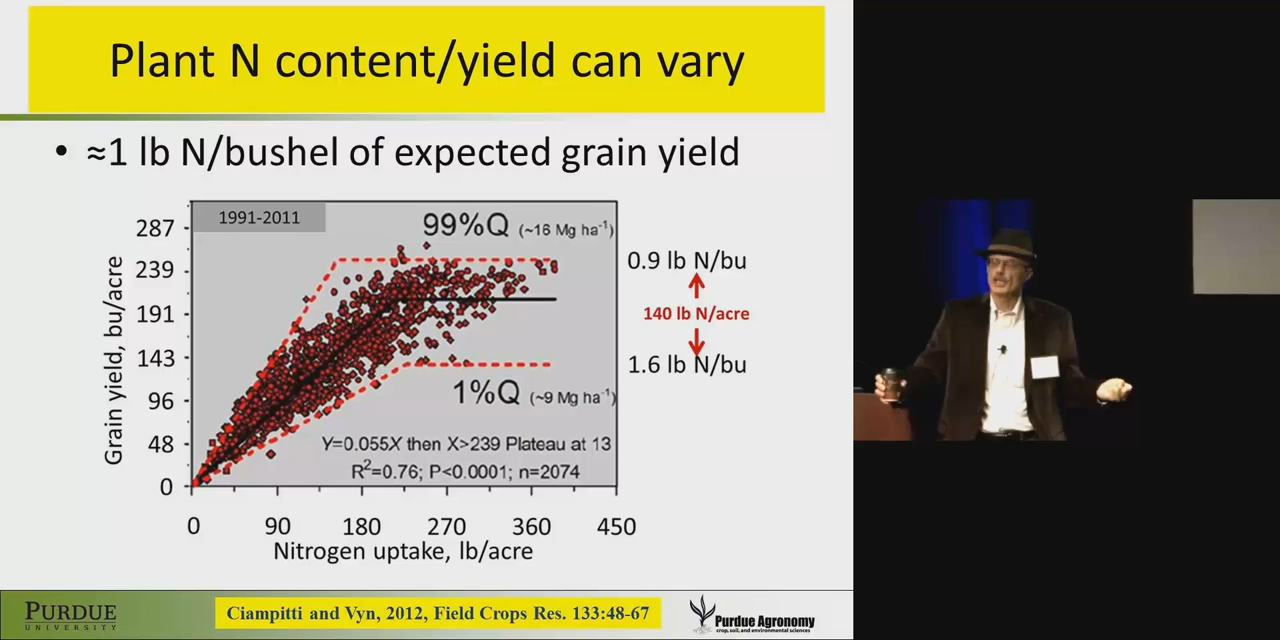 Plant N content/yield can vary
• ≈1 lb N/bushel of expected grain yield
1991-2011
99%Q (~16 Mg ha⁻¹)
1%Q (~9 Mg ha⁻¹)
Y=0.055X then X>239 Plateau at 13
R²=0.76; P<0.0001; n=2074
Grain yield, bu/acre
287
239
191
143
96
48
0
0 90 180 270 360 450
Nitrogen uptake, lb/acre
0.9 lb N/bu
140 lb N/acre
1.6 lb N/bu
PURDUE
UNIVERSITY
Ciampitti and Vyn, 2012, Field Crops Res. 133:48-67
Purdue Agronomy
crop, soil, and environmental sciences